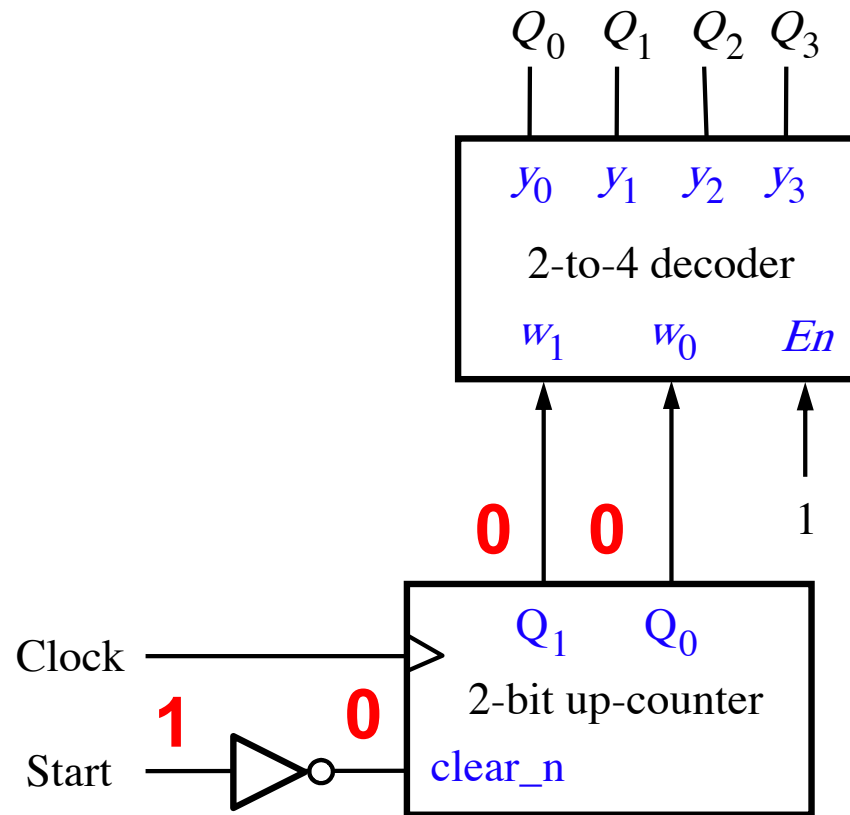 Q0 Q1 Q2 Q3
y0 y1 y2 y3
2-to-4 decoder
w1 w0 En
0 0 1
Q1 Q0
Clock
2-bit up-counter
1 0
Start clear_n